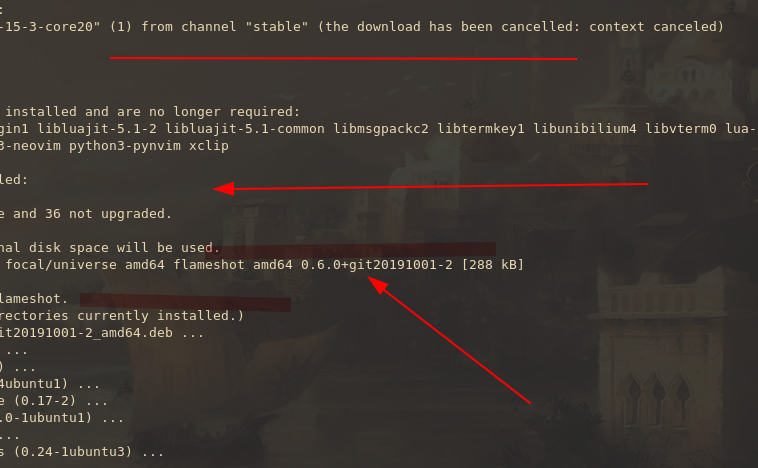 :
-15-3-core20" (1) from channel "stable" (the download has been cancelled: context canceled)
installed and are no longer required:
gin1 libluajit-5.1-2 libluajit-5.1-common libmsgpackc2 libtermkey1 libunibilium4 libvterm0 lua-
3-neovim python3-pynvim xclip
led:
e and 36 not upgraded.
nal disk space will be used.
focal/universe amd64 flameshot amd64 0.6.0+git20191001-2 [288 kB]
lameshot.
rectories currently installed.)
it20191001-2_amd64.deb ...
...
) ...
4ubuntu1) ...
e (0.17-2) ...
.0-1ubuntu1) ...
...
s (0.24-1ubuntu3) ...